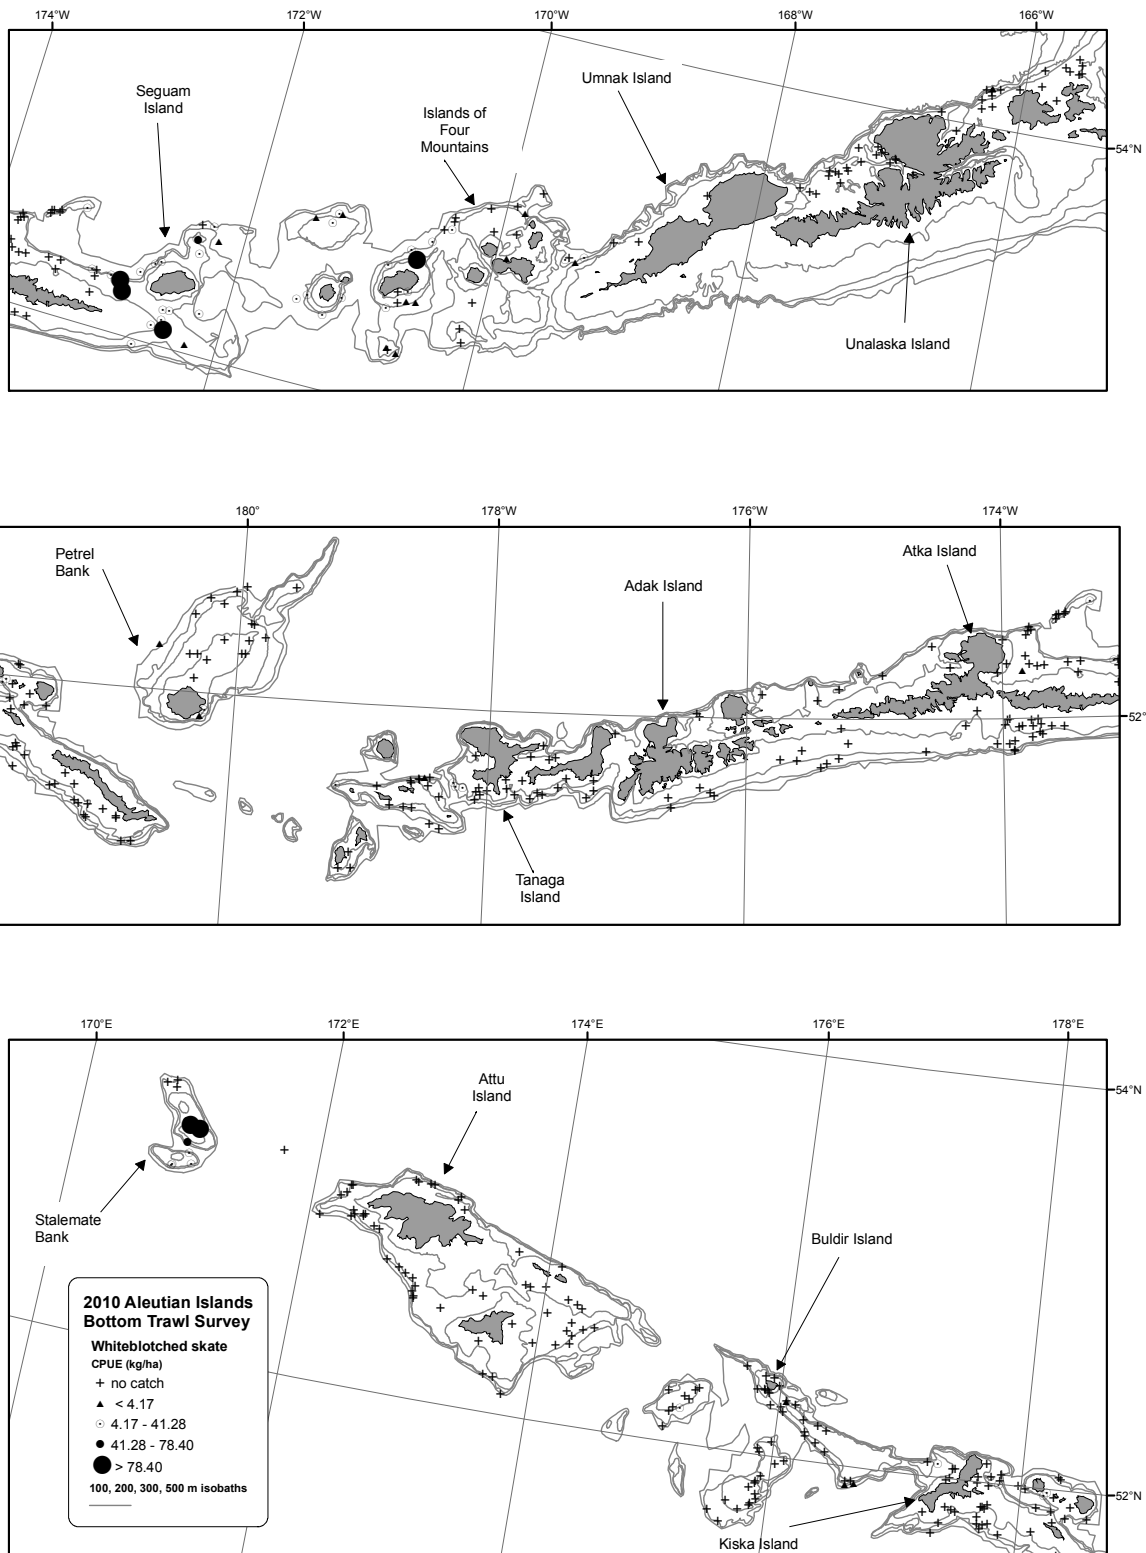 174°W
172°W
170°W
168°W
166°W
Seguam
Island
Islands of
Four
Mountains
Umnak Island
54°N
Unalaska Island
180°
178°W
176°W
174°W
Petrel
Bank
Adak Island
Atka Island
52°
Tanaga
Island
170°E
172°E
174°E
176°E
178°E
Attu
Island
54°N
Stalemate
Bank
Buldir Island
2010 Aleutian Islands
Bottom Trawl Survey
Whiteblotched skate
CPUE (kg/ha)
+ no catch
< 4.17
4.17 - 41.28
41.28 - 78.40
> 78.40
100, 200, 300, 500 m isobaths
52°N
Kiska Island